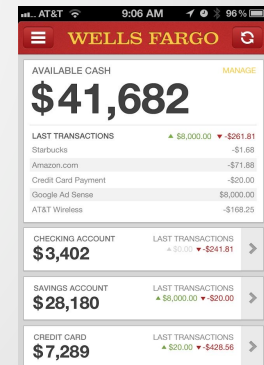 AT&T 9:06 AM 96%
WELLS FARGO
AVAILABLE CASH MANAGE
$41,682
LAST TRANSACTIONS ▲ $8,000.00 ▼ -$261.81
Starbucks -$1.68
Amazon.com -$71.88
Credit Card Payment -$20.00
Google Ad Sense $8,000.00
AT&T Wireless -$168.25
CHECKING ACCOUNT LAST TRANSACTIONS
$3,402 ▲ $0.00 ▼ -$241.81
SAVINGS ACCOUNT LAST TRANSACTIONS
$28,180 ▲ $8,000.00 ▼ -$20.00
CREDIT CARD LAST TRANSACTIONS
$7,289 ▲ $20.00 ▼ -$428.56